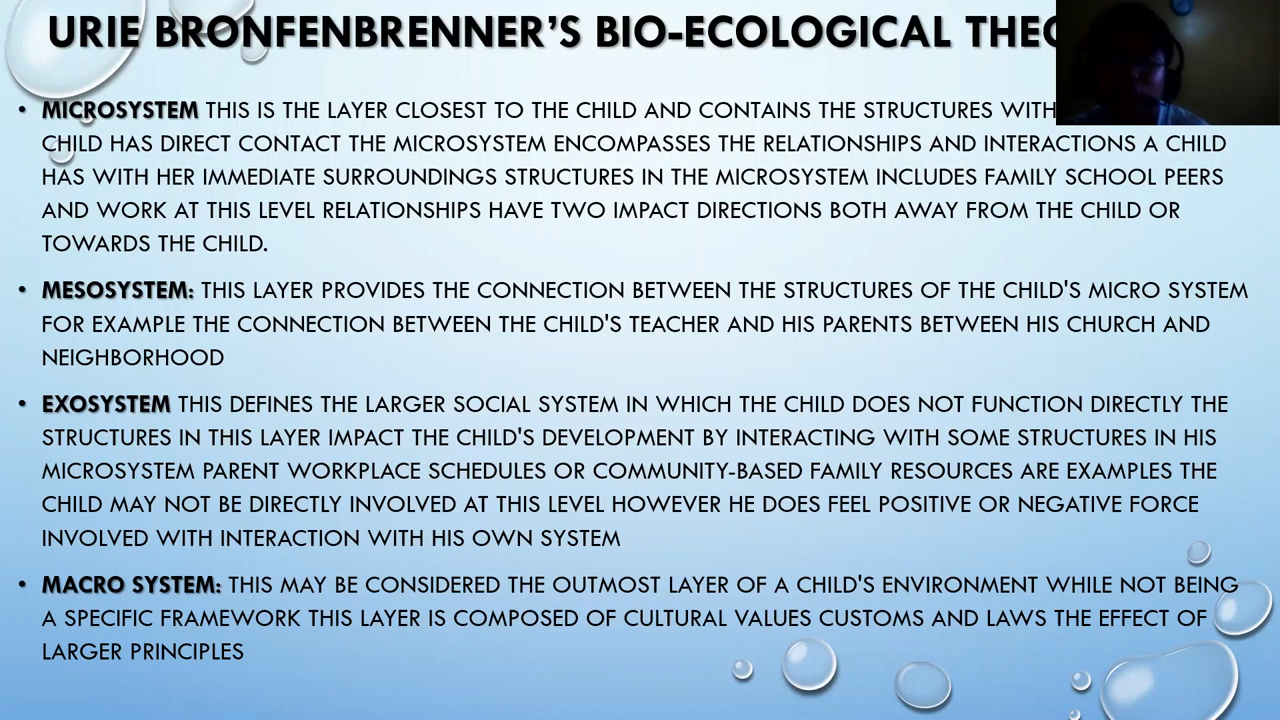 URIE BRONFENBRENNER’S BIO-ECOLOGICAL
• MICROSYSTEM THIS IS THE LAYER CLOSEST TO THE CHILD AND CONTAINS THE STRUCTURES
CHILD HAS DIRECT CONTACT THE MICROSYSTEM ENCOMPASSES THE RELATIONSHIPS AND INTERACTIONS A CHILD
HAS WITH HER IMMEDIATE SURROUNDINGS STRUCTURES IN THE MICROSYSTEM INCLUDES FAMILY SCHOOL PEERS
AND WORK AT THIS LEVEL RELATIONSHIPS HAVE TWO IMPACT DIRECTIONS BOTH AWAY FROM THE CHILD OR
TOWARDS THE CHILD.
• MESOSYSTEM: THIS LAYER PROVIDES THE CONNECTION BETWEEN THE STRUCTURES OF THE CHILD'S MICRO SYSTEM
FOR EXAMPLE THE CONNECTION BETWEEN THE CHILD'S TEACHER AND HIS PARENTS BETWEEN HIS CHURCH AND
NEIGHBORHOOD
• EXOSYSTEM THIS DEFINES THE LARGER SOCIAL SYSTEM IN WHICH THE CHILD DOES NOT FUNCTION DIRECTLY THE
STRUCTURES IN THIS LAYER IMPACT THE CHILD'S DEVELOPMENT BY INTERACTING WITH SOME STRUCTURES IN HIS
MICROSYSTEM PARENT WORKPLACE SCHEDULES OR COMMUNITY-BASED FAMILY RESOURCES ARE EXAMPLES THE
CHILD MAY NOT BE DIRECTLY INVOLVED AT THIS LEVEL HOWEVER HE DOES FEEL POSITIVE OR NEGATIVE FORCE
INVOLVED WITH INTERACTION WITH HIS OWN SYSTEM
• MACRO SYSTEM: THIS MAY BE CONSIDERED THE OUTMOST LAYER OF A CHILD'S ENVIRONMENT WHILE NOT BEING
A SPECIFIC FRAMEWORK THIS LAYER IS COMPOSED OF CULTURAL VALUES CUSTOMS AND LAWS THE EFFECT OF
LARGER PRINCIPLES